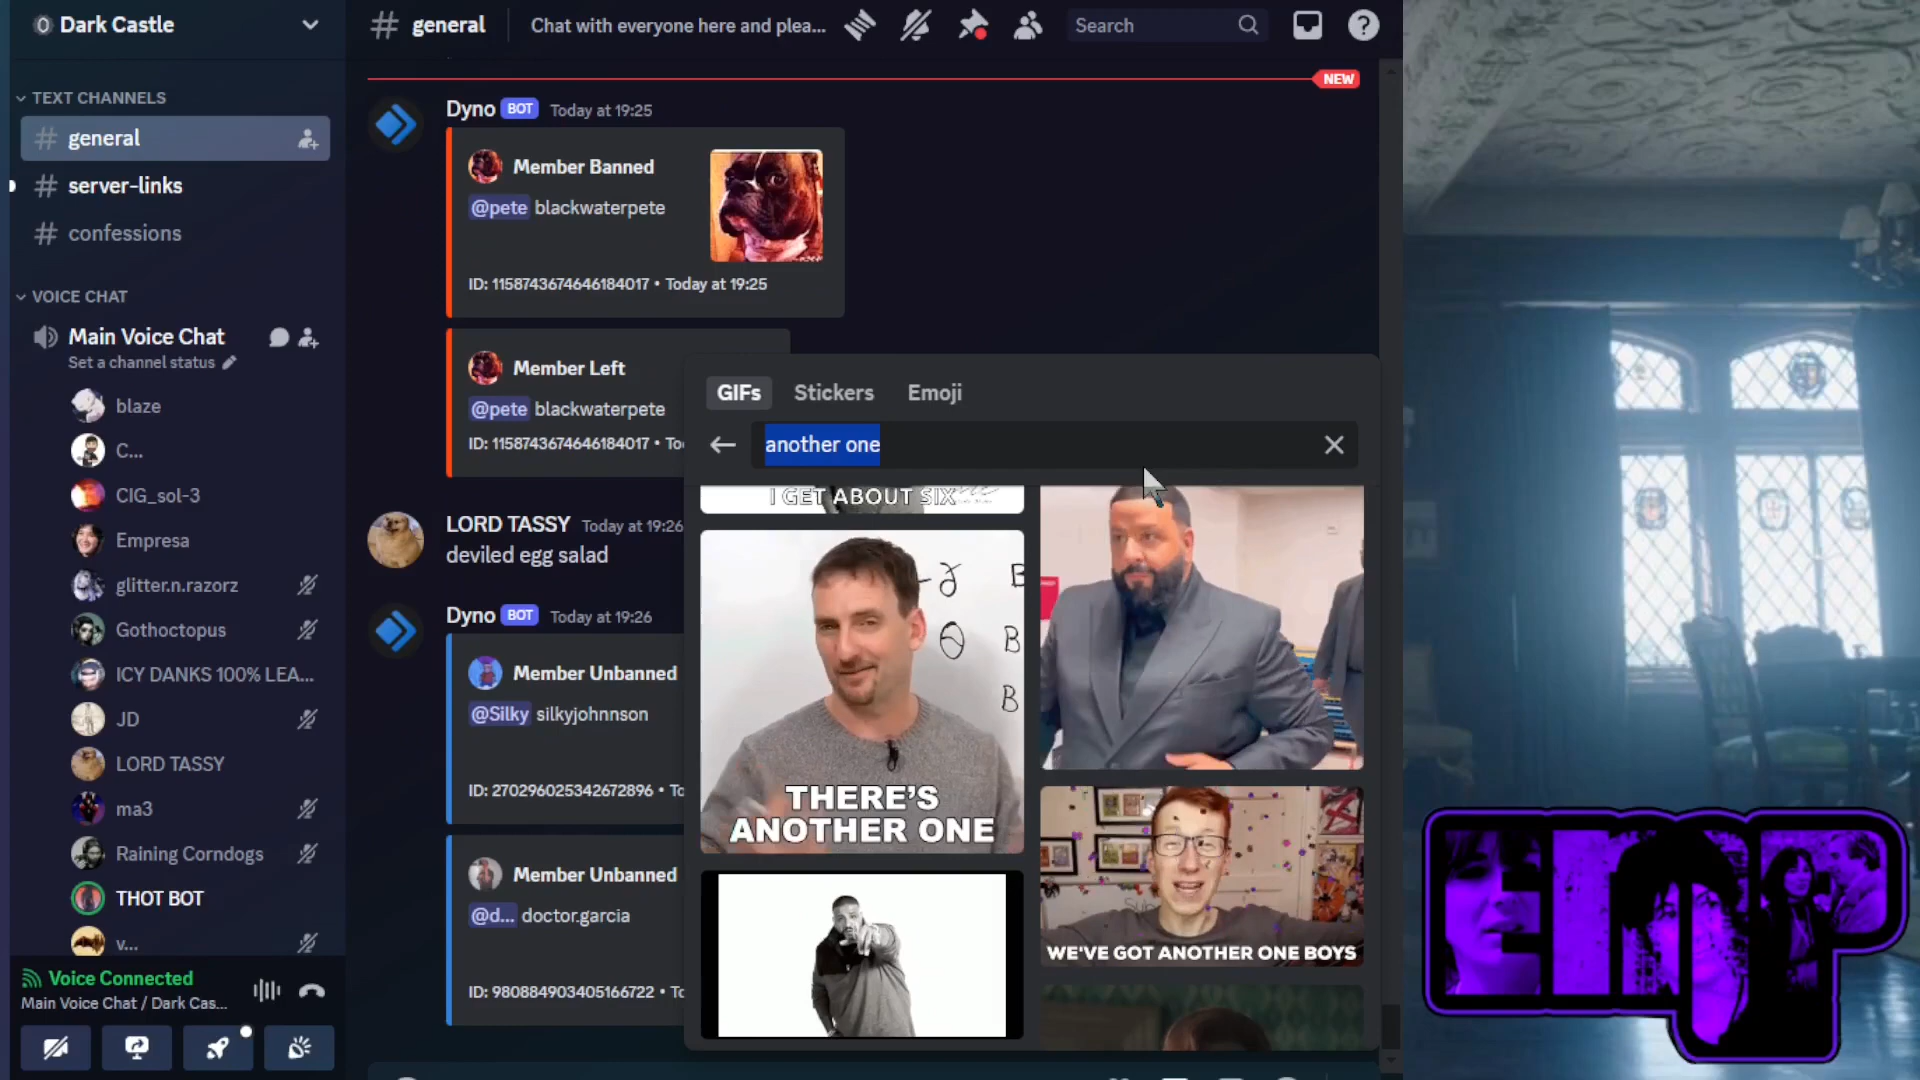 Dark Castle
general
Chat with everyone here and plea...
Search
TEXT CHANNELS
general
server-links
confessions
VOICE CHAT
Main Voice Chat
Set a channel status
blaze
C...
CIG_sol-3
Empresa
glitter.n.razorz
Gothoctopus
ICY DANKS 100% LEA...
JD
LORD TASSY
ma3
Raining Corndogs
THOT BOT
v...
Voice Connected
Main Voice Chat / Dark Cas...
NEW
Dyno BOT Today at 19:25
Member Banned
@pete blackwaterpete
ID: 1158743674646184017 • Today at 19:25
Member Left
@pete blackwaterpete
ID: 1158743674646184017 • To
LORD TASSY Today at 19:26
deviled egg salad
Dyno BOT Today at 19:26
Member Unbanned
@Silky silkyjohnnson
ID: 270296025342672896 • To
Member Unbanned
@d... doctor.garcia
ID: 980884903405166722 • To
GIFs Stickers Emoji
another one
I GET ABOUT SIX
THERE'S
ANOTHER ONE
WE'VE GOT ANOTHER ONE BOYS
EMP